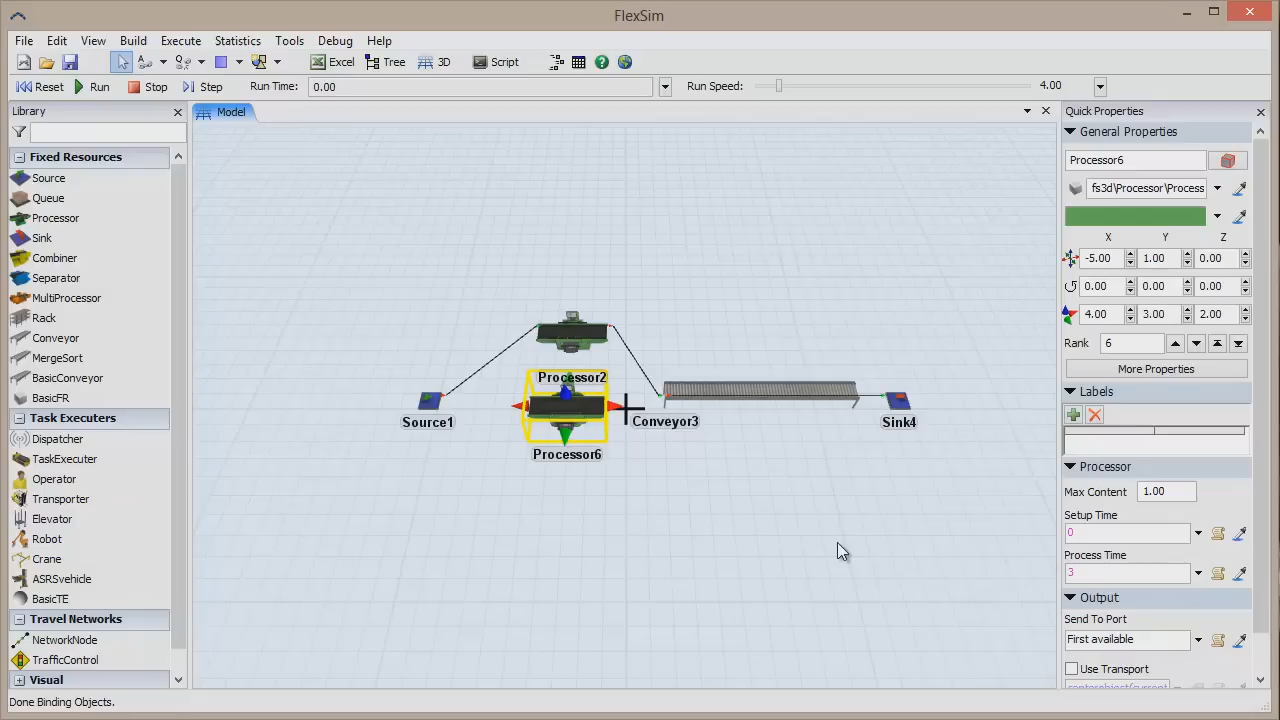 FlexSim
File Edit View Build Execute Statistics Tools Debug Help
Excel Tree 3D Script
Reset Run Stop Step Run Time: 0.00 Run Speed: 4.00
Library
Fixed Resources
Source
Queue
Processor
Sink
Combiner
Separator
MultiProcessor
Rack
Conveyor
MergeSort
BasicConveyor
BasicFR
Task Executers
Dispatcher
TaskExecuter
Operator
Transporter
Elevator
Robot
Crane
ASRSvehicle
BasicTE
Travel Networks
NetworkNode
TrafficControl
Visual
Model
Processor2
Source1
Conveyor3
Sink4
Processor6
Quick Properties
General Properties
Processor6
fs3d\Processor\Process
X Y Z
-5.00 1.00 0.00
0.00 0.00 0.00
4.00 3.00 2.00
Rank 6
More Properties
Labels
Processor
Max Content 1.00
Setup Time
0
Process Time
3
Output
Send To Port
First available
Use Transport
centerobject(current
Done Binding Objects.